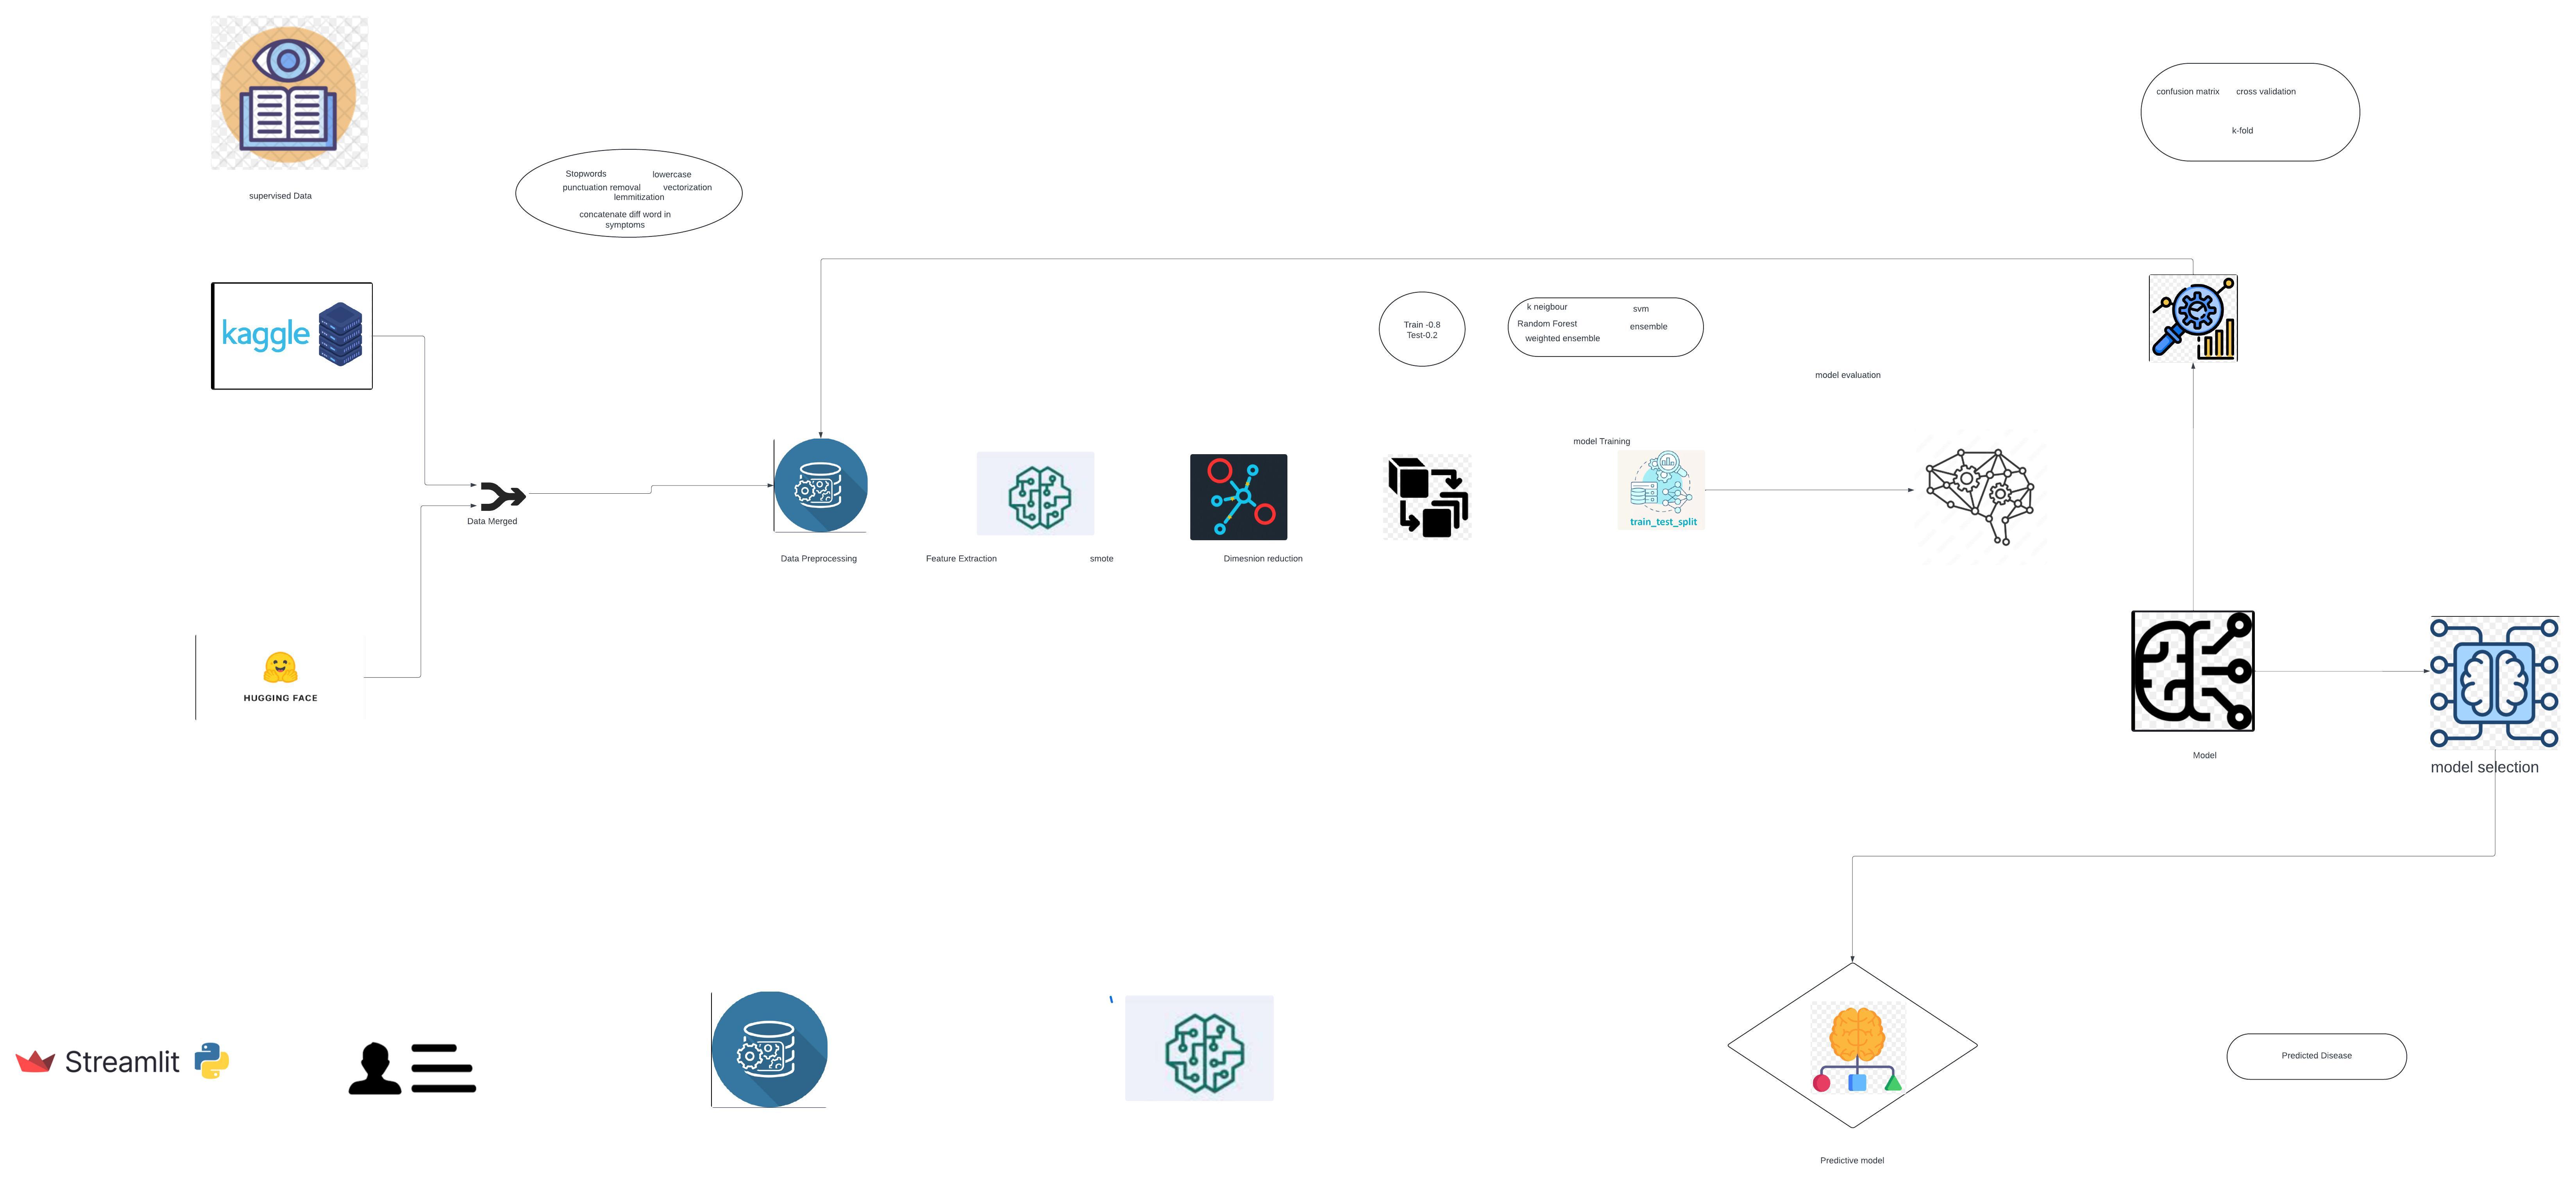 supervised Data
confusion matrix cross validation
k-fold
Stopwords lowercase
punctuation removal vectorization
lemmitization
concatenate diff word in
symptoms
kaggle
Train -0.8
Test-0.2
k neigbour svm
Random Forest ensemble
weighted ensemble
model evaluation
model Training
train_test_split
Data Merged
Data Preprocessing
Feature Extraction
smote
Dimesnion reduction
HUGGING FACE
Model
model selection
Streamlit
Predicted Disease
Predictive model